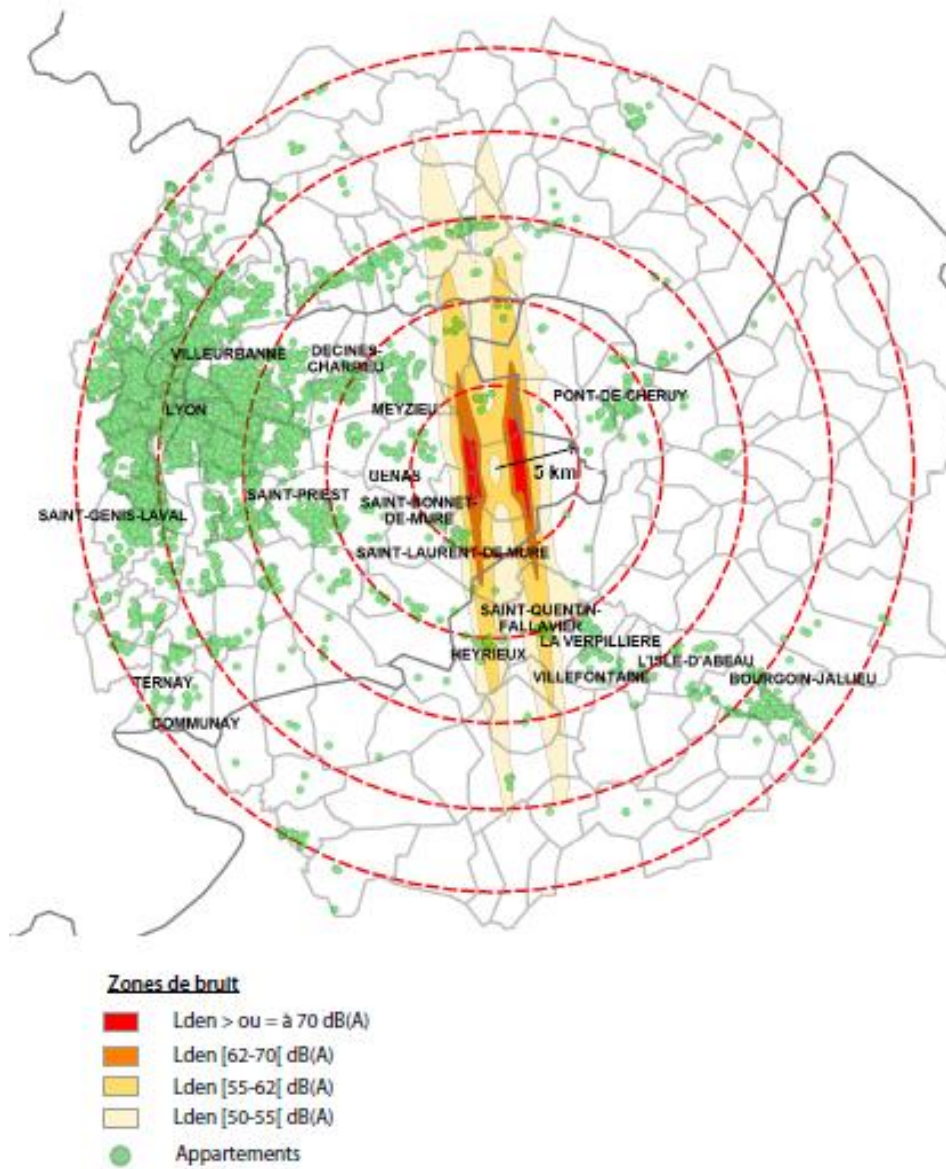 VILLEURBANNE
DECINES-
CHARPIEU
LYON
MEYZIEU
PONT-DE-CHERUY
GENAS
5 km
SAINT-PRIEST
SAINT-BONNET-
DE-MURE
SAINT-GENIS-LAVAL
SAINT-LAURENT-DE-MURE
SAINT-QUENTIN-
FALLAVIER
LA VERPILLIERE
HEYRIEUX
L'ISLE-D'ABEAU
VILLEFONTAINE
BOURGOIN-JALLIEU
TERNAY
COMMUNAY
Zones de bruit
Lden > ou = à 70 dB(A)
Lden [62-70[ dB(A)
Lden [55-62[ dB(A)
Lden [50-55[ dB(A)
Appartements